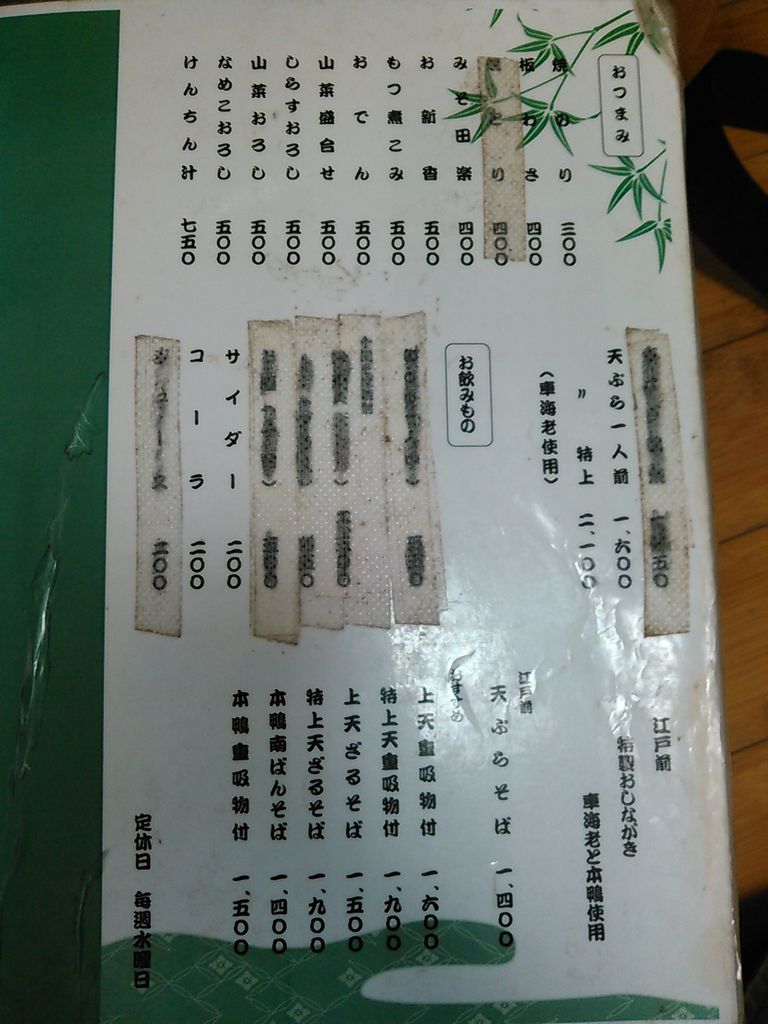 おつまみ
焼のり 三〇〇
板わさ 四〇〇
焼とり 四〇〇
みそ田楽 四〇〇
お新香 五〇〇
もつ煮こみ 五〇〇
おでん 五〇〇
山菜盛合せ 五〇〇
しらすおろし 五〇〇
山菜おろし 五〇〇
なめこおろし 五〇〇
けんちん汁 七五〇
天ぷら一人前 一、六〇〇
〃 特上 二、一〇〇
(車海老使用)
お飲みもの
サイダー 二〇〇
コーラ 二〇〇
ジュース 二〇〇
江戸前
特製おしながき
車海老と本鴨使用
江戸前
天ぷらそば 一、四〇〇
おすすめ
上天重吸物付 一、六〇〇
特上天重吸物付 一、九〇〇
上天ざるそば 一、五〇〇
特上天ざるそば 一、九〇〇
本鴨南ばんそば 一、四〇〇
本鴨重吸物付 一、五〇〇
定休日 毎週水曜日